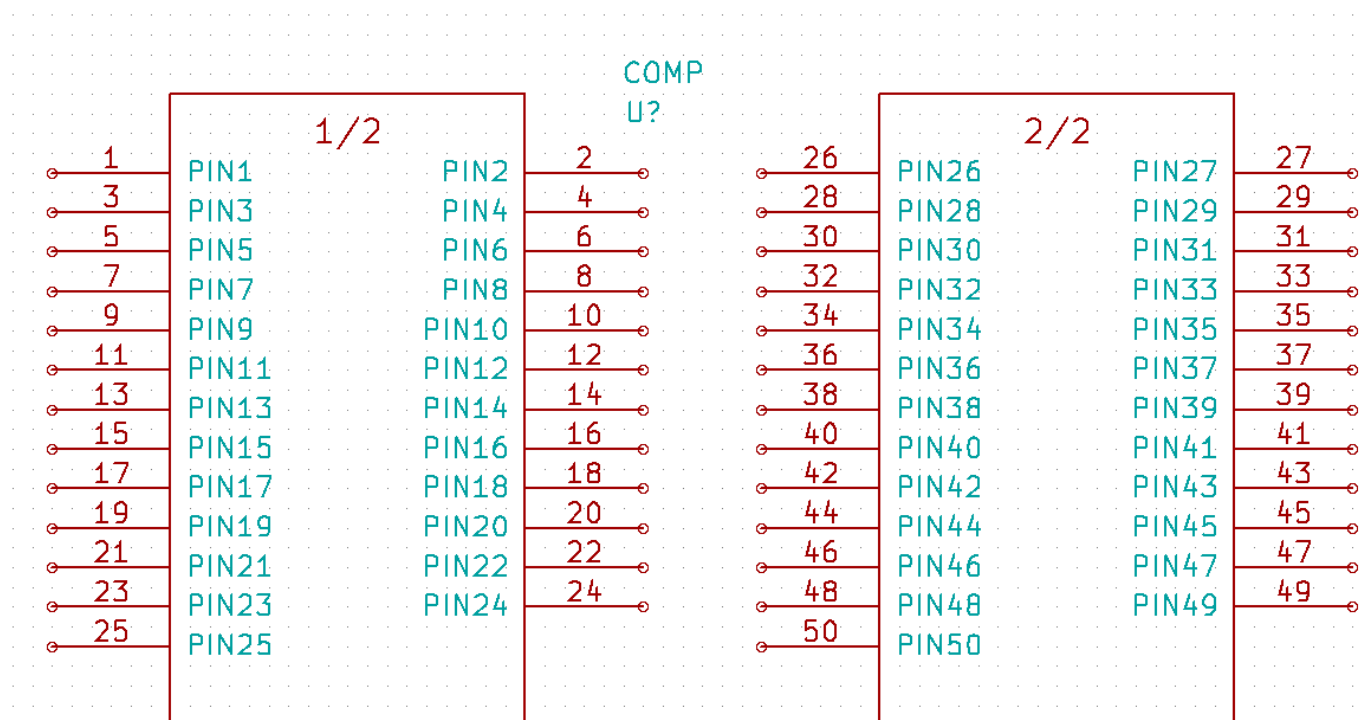 COMP
U?
1/2
1 PIN1 PIN2 2
3 PIN3 PIN4 4
5 PIN5 PIN6 6
7 PIN7 PIN8 8
9 PIN9 PIN10 10
11 PIN11 PIN12 12
13 PIN13 PIN14 14
15 PIN15 PIN16 16
17 PIN17 PIN18 18
19 PIN19 PIN20 20
21 PIN21 PIN22 22
23 PIN23 PIN24 24
25 PIN25
2/2
26 PIN26 PIN27 27
28 PIN28 PIN29 29
30 PIN30 PIN31 31
32 PIN32 PIN33 33
34 PIN34 PIN35 35
36 PIN36 PIN37 37
38 PIN38 PIN39 39
40 PIN40 PIN41 41
42 PIN42 PIN43 43
44 PIN44 PIN45 45
46 PIN46 PIN47 47
48 PIN48 PIN49 49
50 PIN50